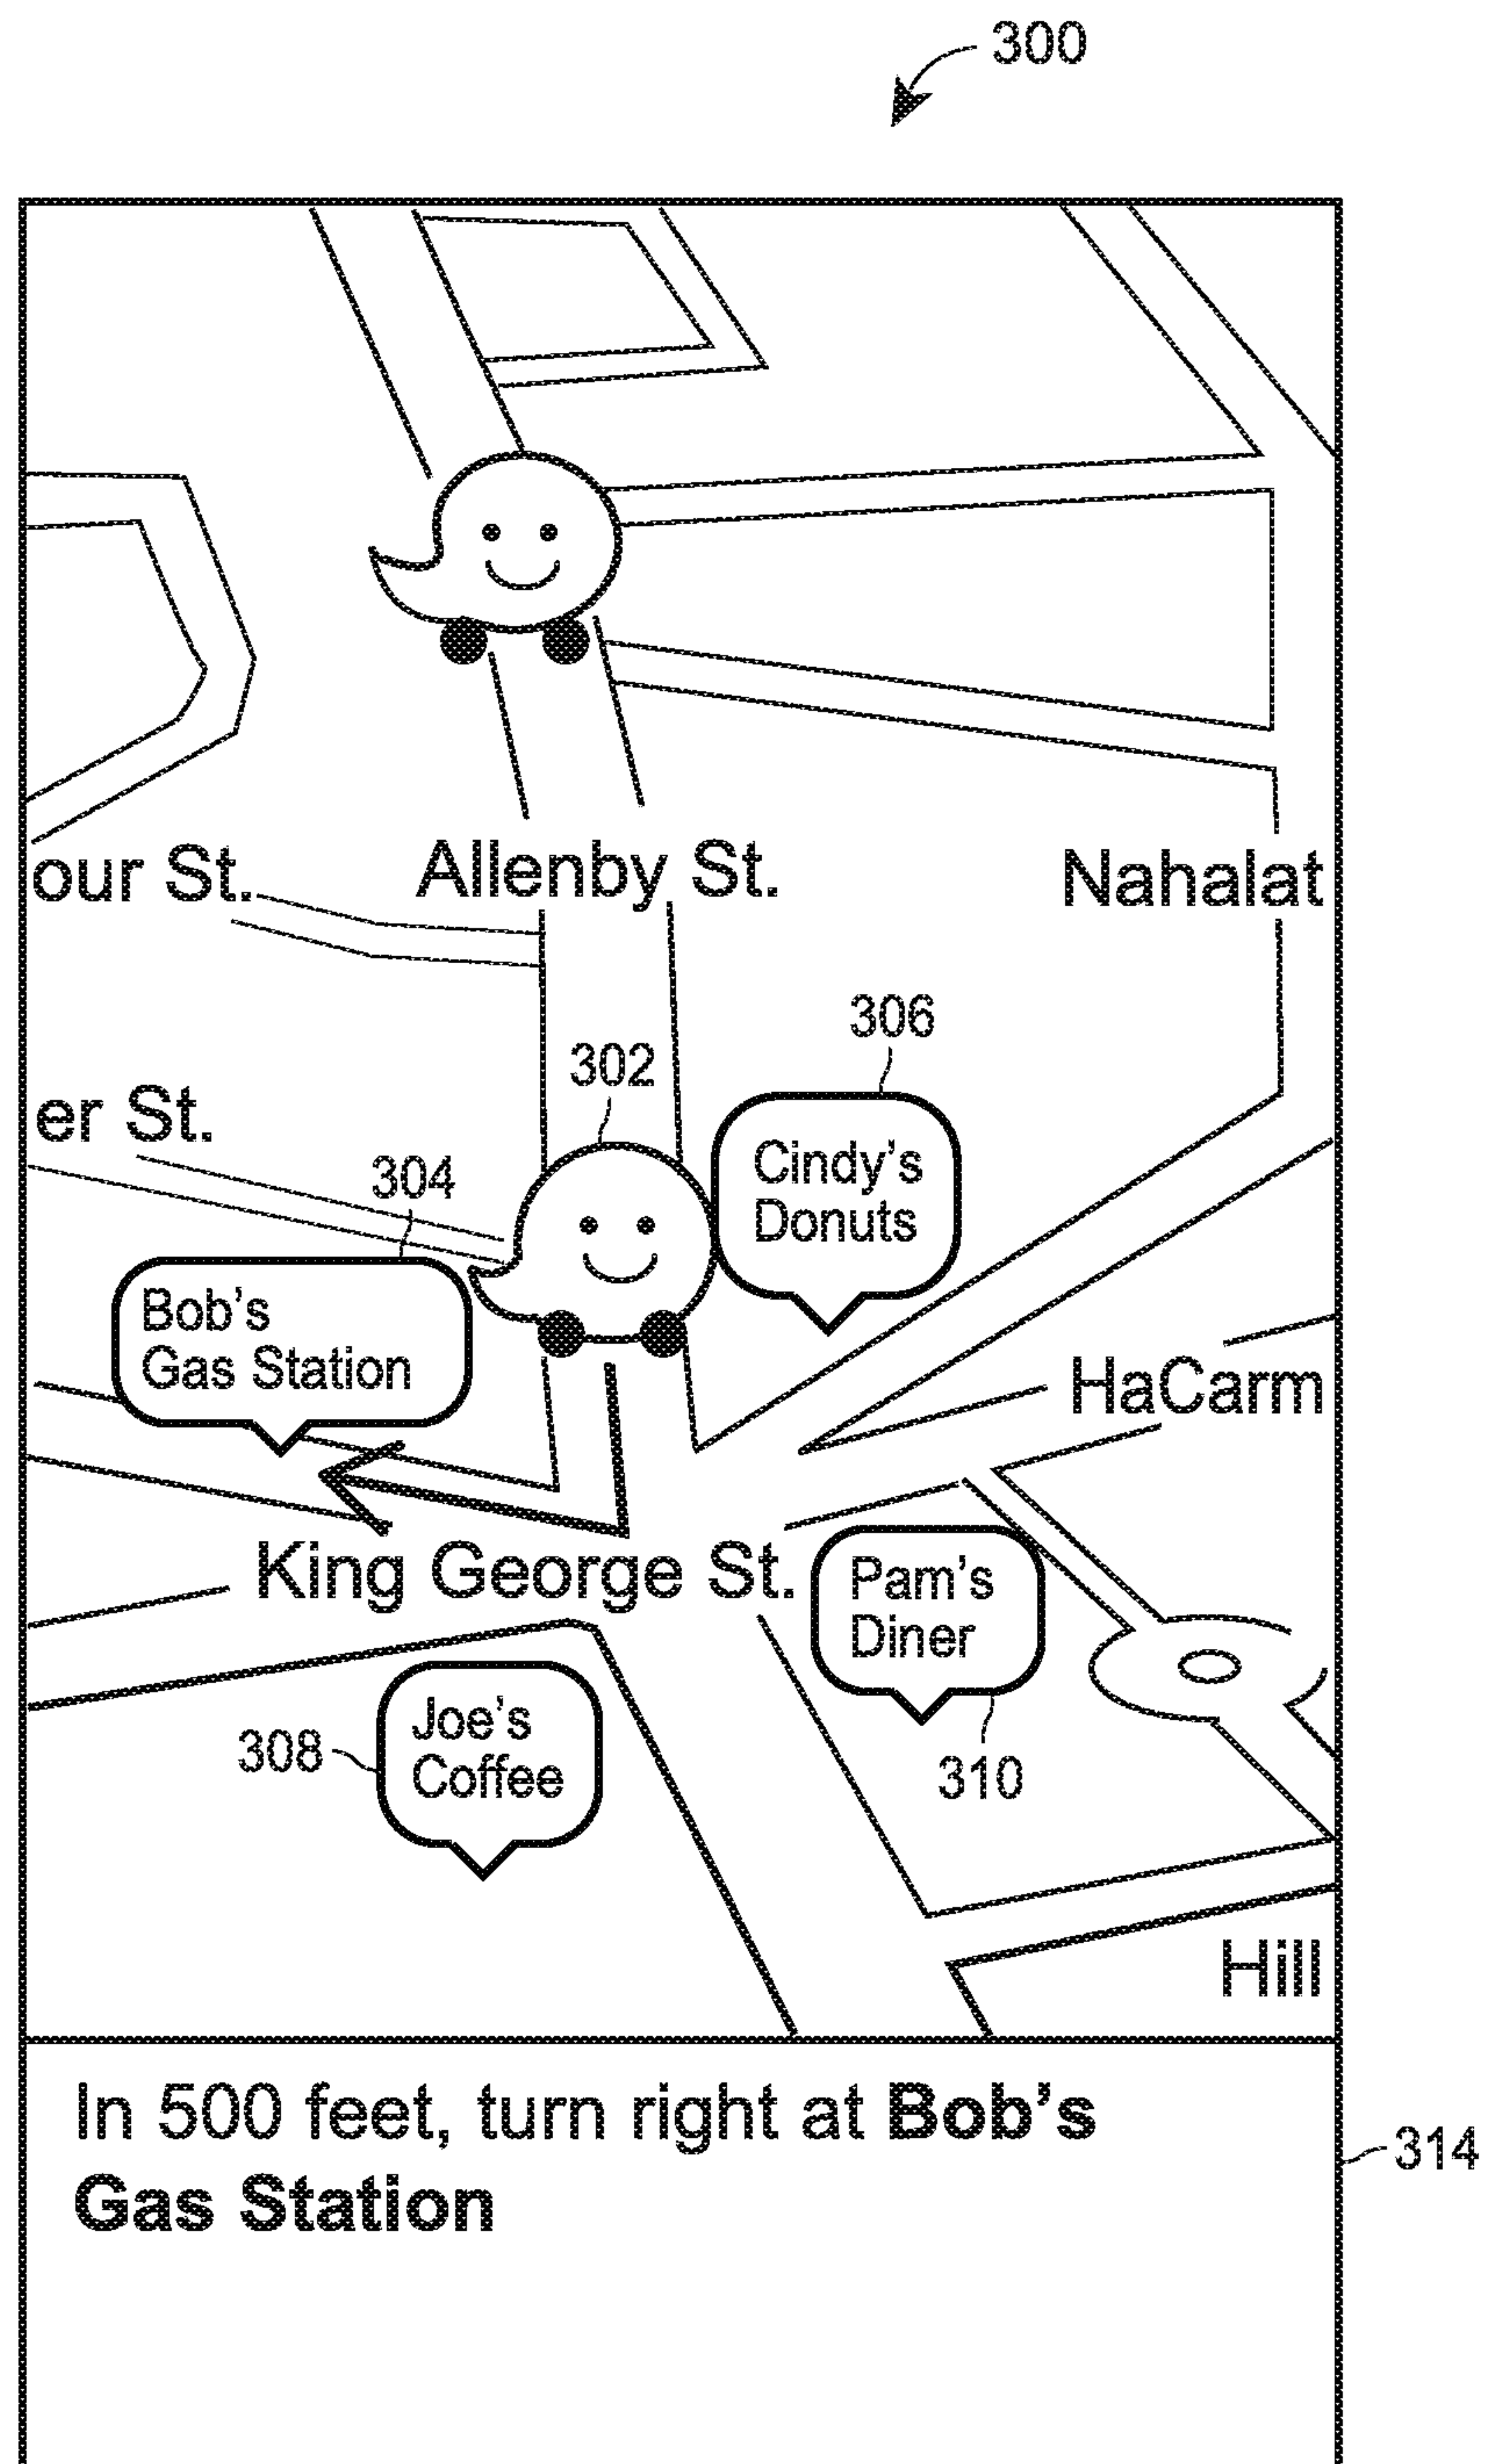 300
our St.
Allenby St.
Nahalat
306
302
er St.
304
Cindy's
Donuts
Bob's
Gas Station
HaCarm
King George St.
Pam's
Diner
Joe's
Coffee
308
310
Hill
In 500 feet, turn right at Bob's
Gas Station
314